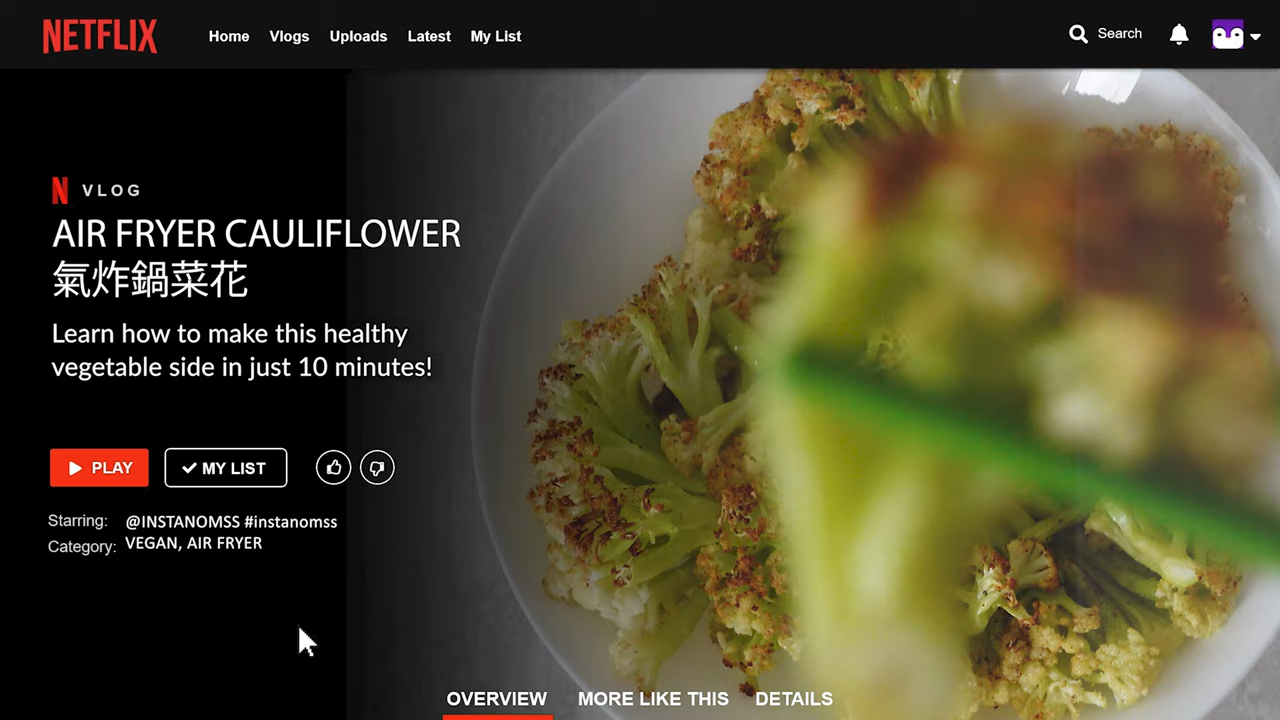 NETFLIX
Home Vlogs Uploads Latest My List
Search
N VLOG
AIR FRYER CAULIFLOWER
氣炸鍋菜花
Learn how to make this healthy
vegetable side in just 10 minutes!
PLAY
MY LIST
Starring: @INSTANOMSS #instanomss
Category: VEGAN, AIR FRYER
OVERVIEW MORE LIKE THIS DETAILS